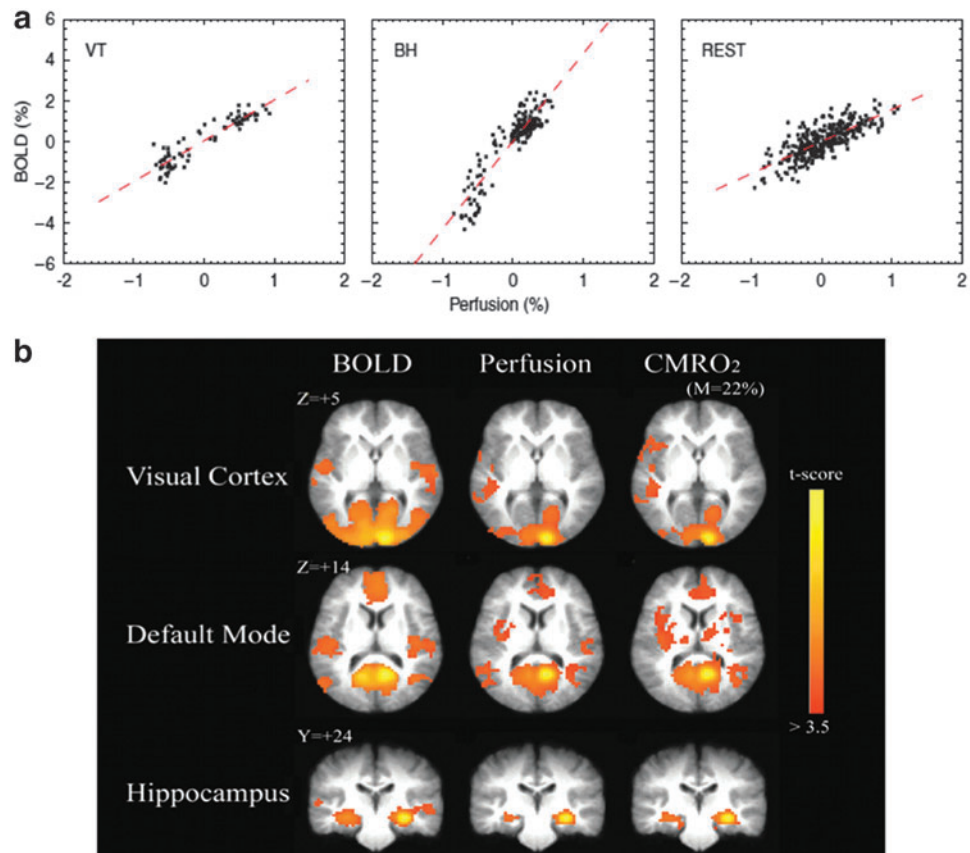 a
VT
BH
REST
BOLD (%)
6
4
2
0
−2
−4
−6
−2 −1 0 1 2
−2 −1 0 1 2
−2 −1 0 1 2
Perfusion (%)
b
BOLD Perfusion CMRO₂
(M=22%)
Z=+5
Visual Cortex
t-score
Z=+14
Default Mode
> 3.5
Y=+24
Hippocampus